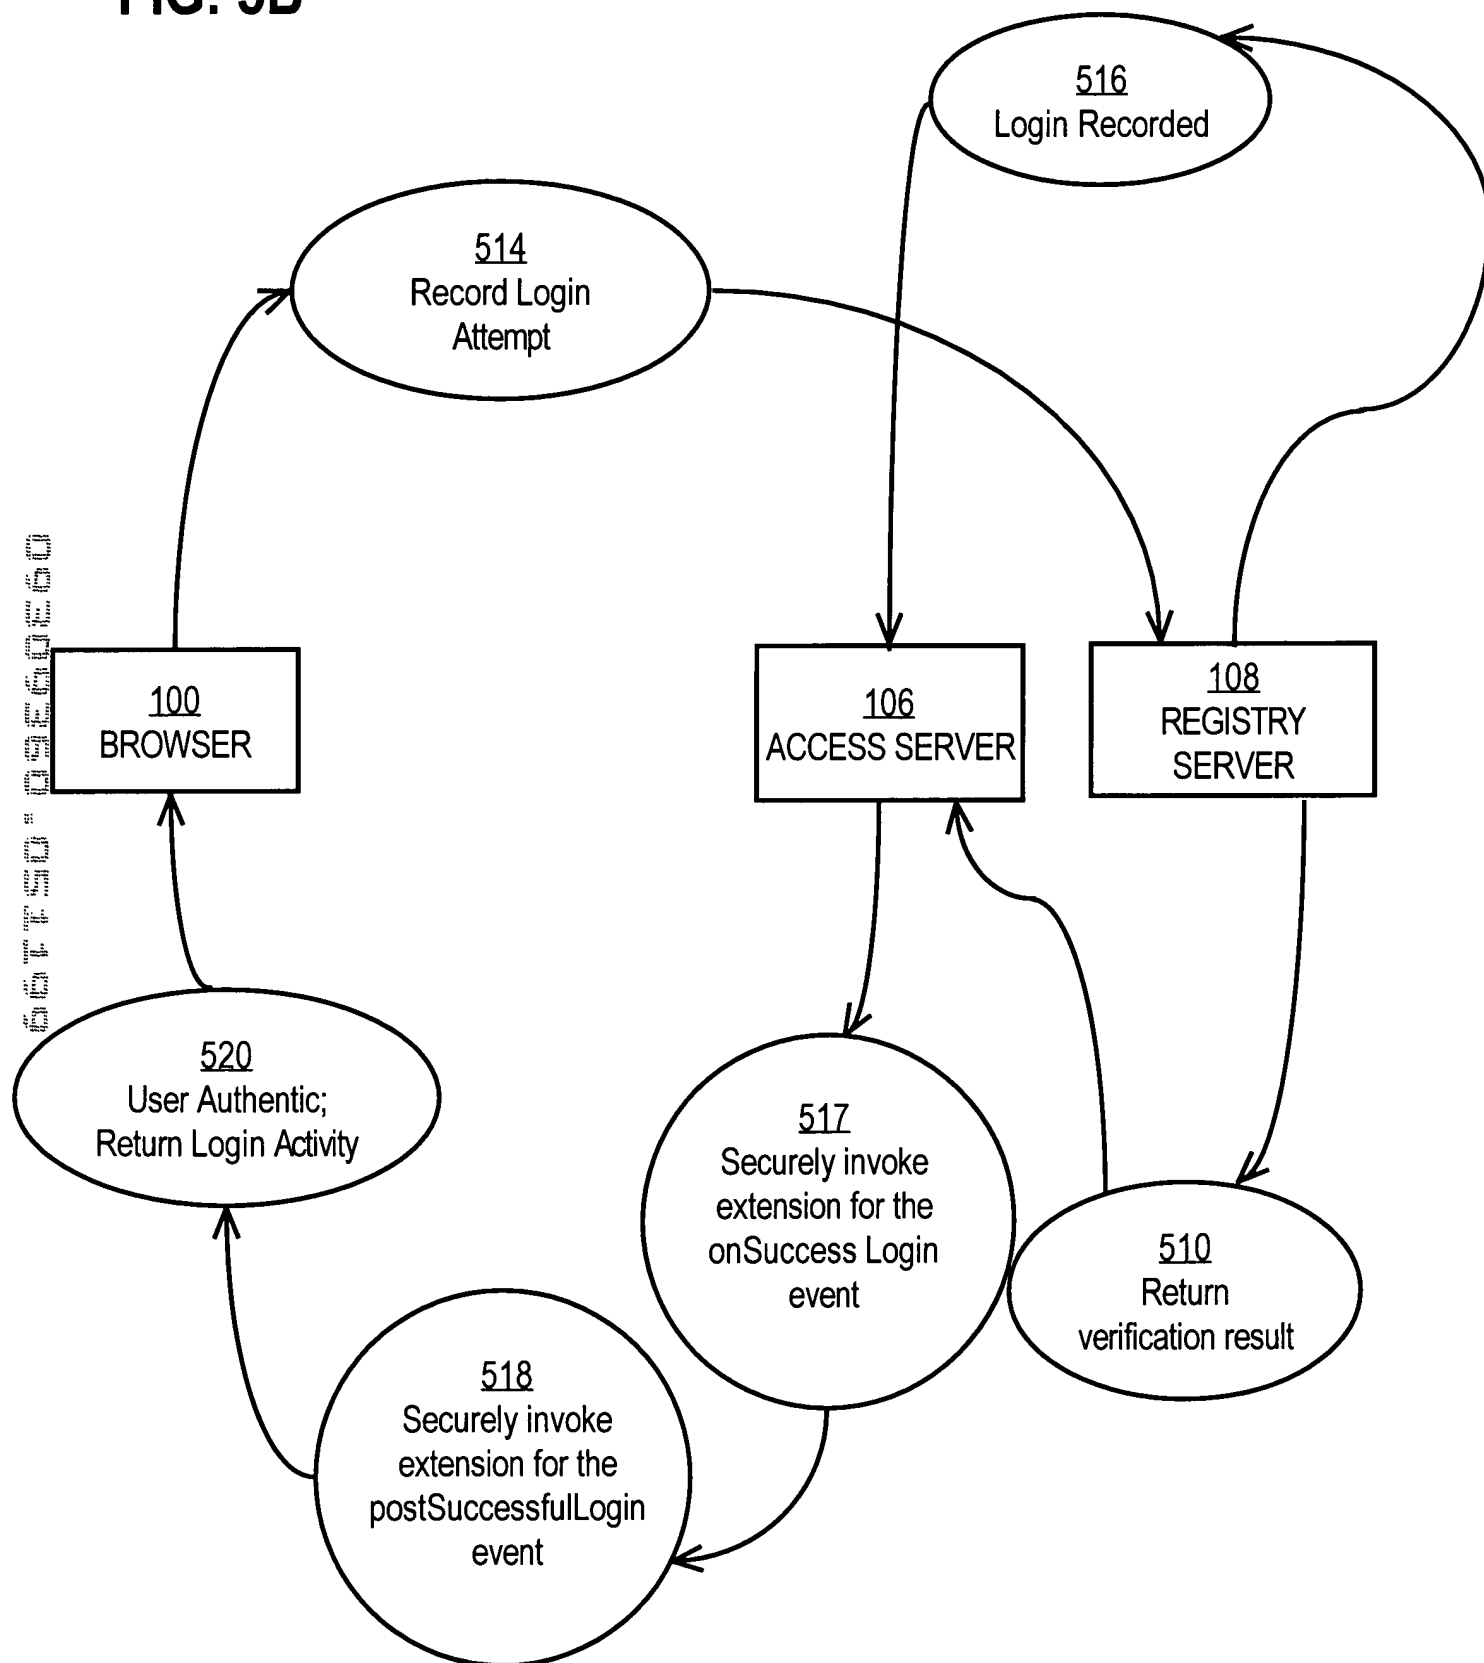 FIG. 5B
516
Login Recorded
514
Record Login
Attempt
100
BROWSER
106
ACCESS SERVER
108
REGISTRY
SERVER
520
User Authentic;
Return Login Activity
517
Securely invoke
extension for the
onSuccess Login
event
510
Return
verification result
518
Securely invoke
extension for the
postSuccessfulLogin
event